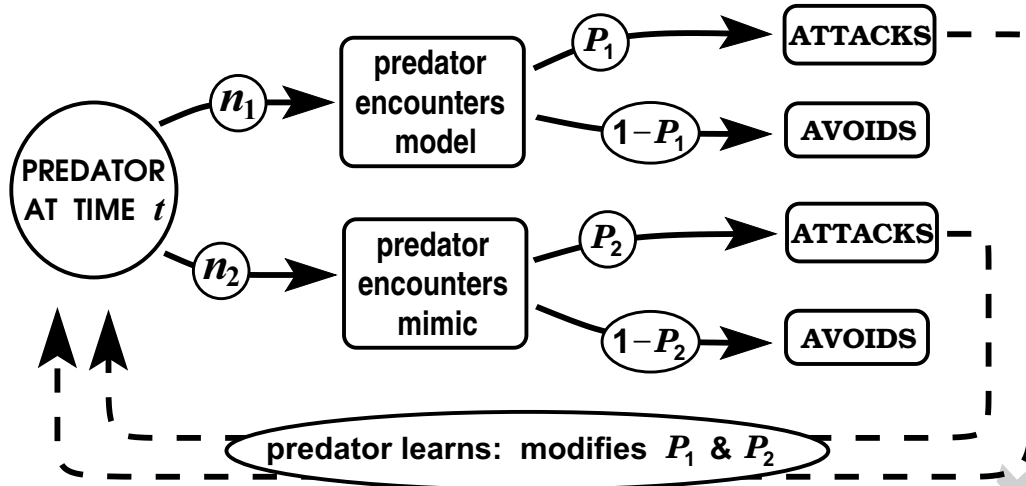 PREDATOR
AT TIME t
n₁
n₂
predator
encounters
model
predator
encounters
mimic
P₁
1−P₁
P₂
1−P₂
ATTACKS
AVOIDS
ATTACKS
AVOIDS
predator learns: modifies P₁ & P₂